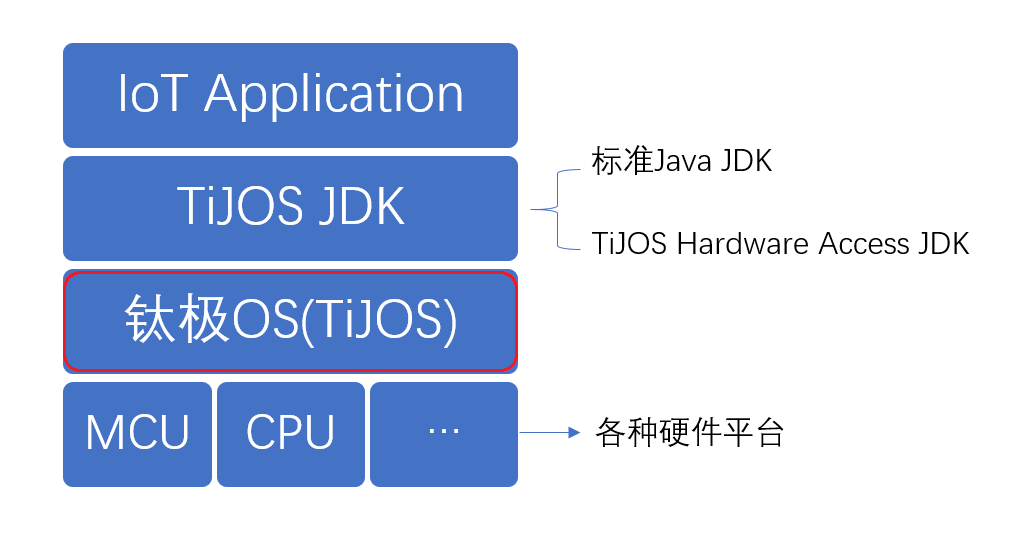 IoT Application
TiJOS JDK
标准Java JDK
TiJOS Hardware Access JDK
钛极OS(TiJOS)
MCU
CPU
...
各种硬件平台